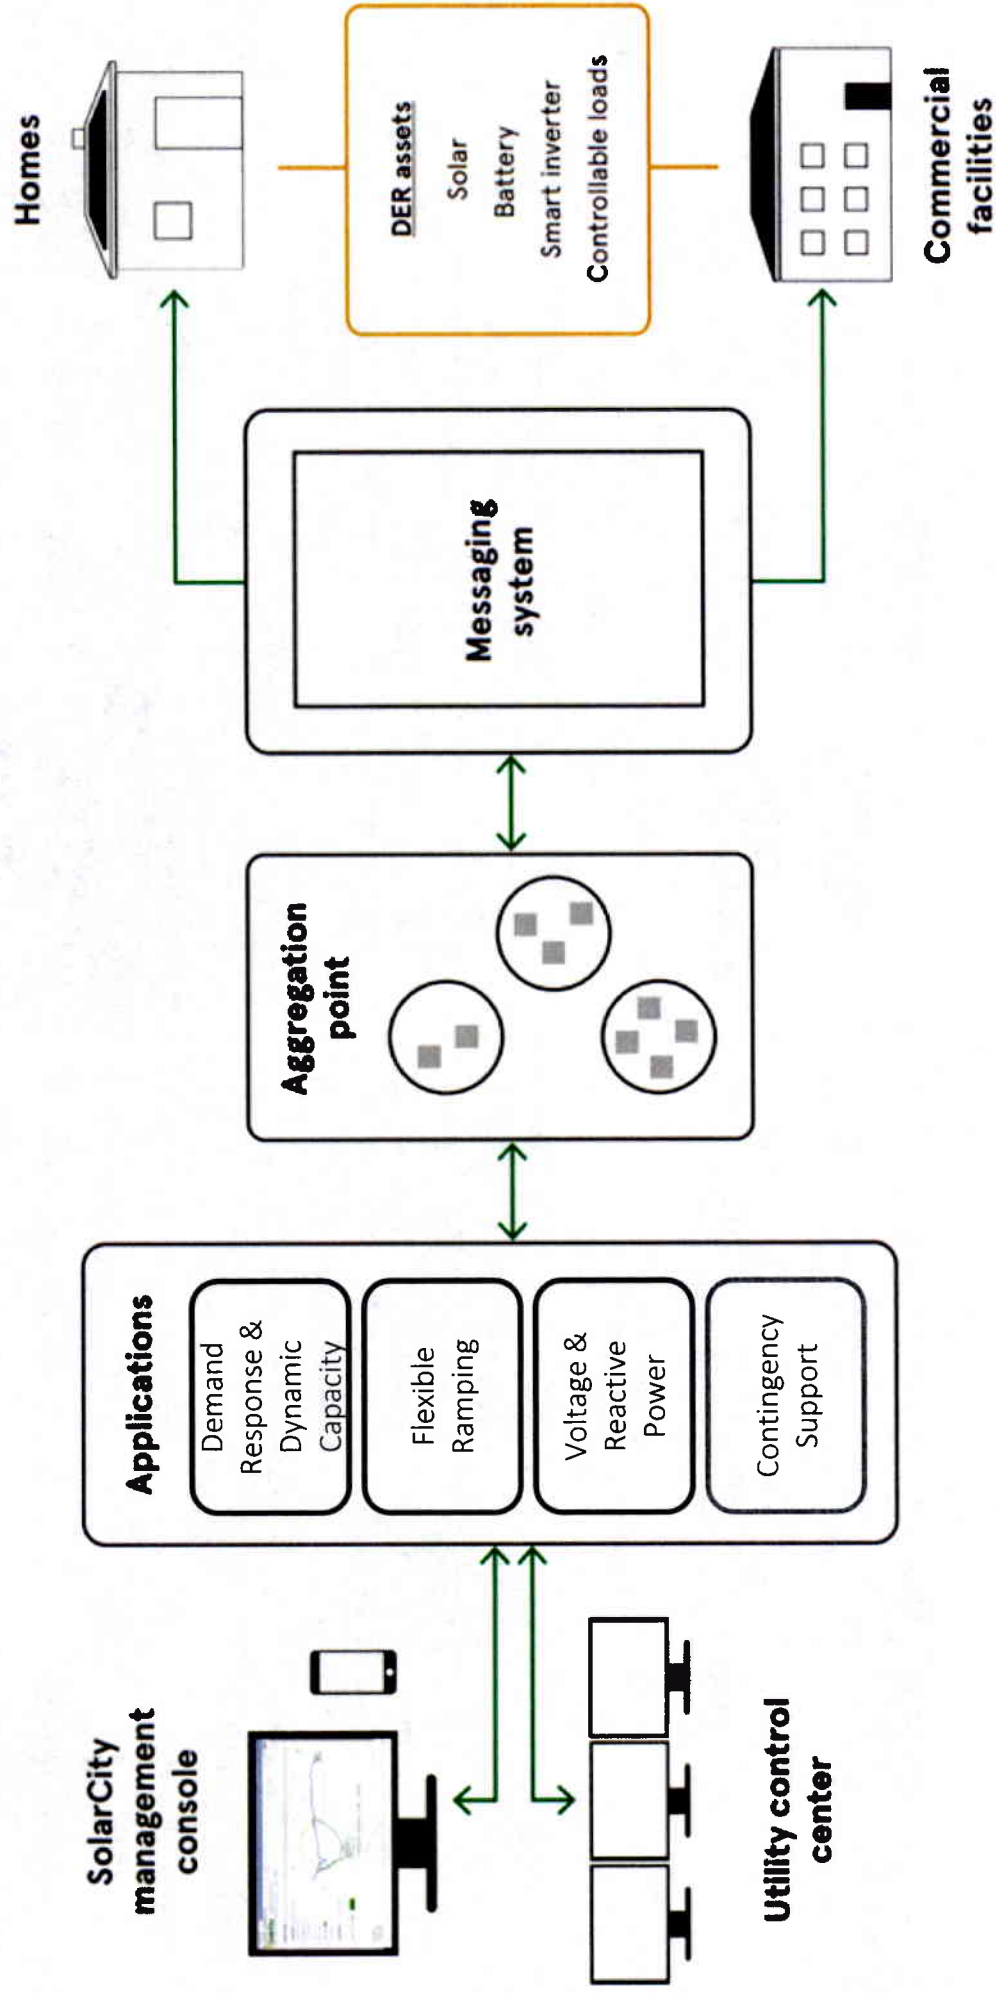 SolarCity
management
console
Utility control
center
Applications
Demand
Response &
Dynamic
Capacity
Flexible
Ramping
Voltage &
Reactive
Power
Contingency
Support
Aggregation
point
Messaging
system
Homes
DER assets
Solar
Battery
Smart inverter
Controllable loads
Commercial
facilities